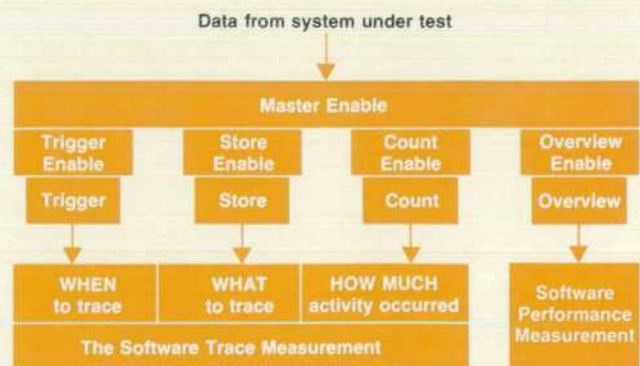 Data from system under test
Master Enable
Trigger Enable
Store Enable
Count Enable
Overview Enable
Trigger
Store
Count
Overview
WHEN to trace
WHAT to trace
HOW MUCH activity occurred
Software Performance Measurement
The Software Trace Measurement